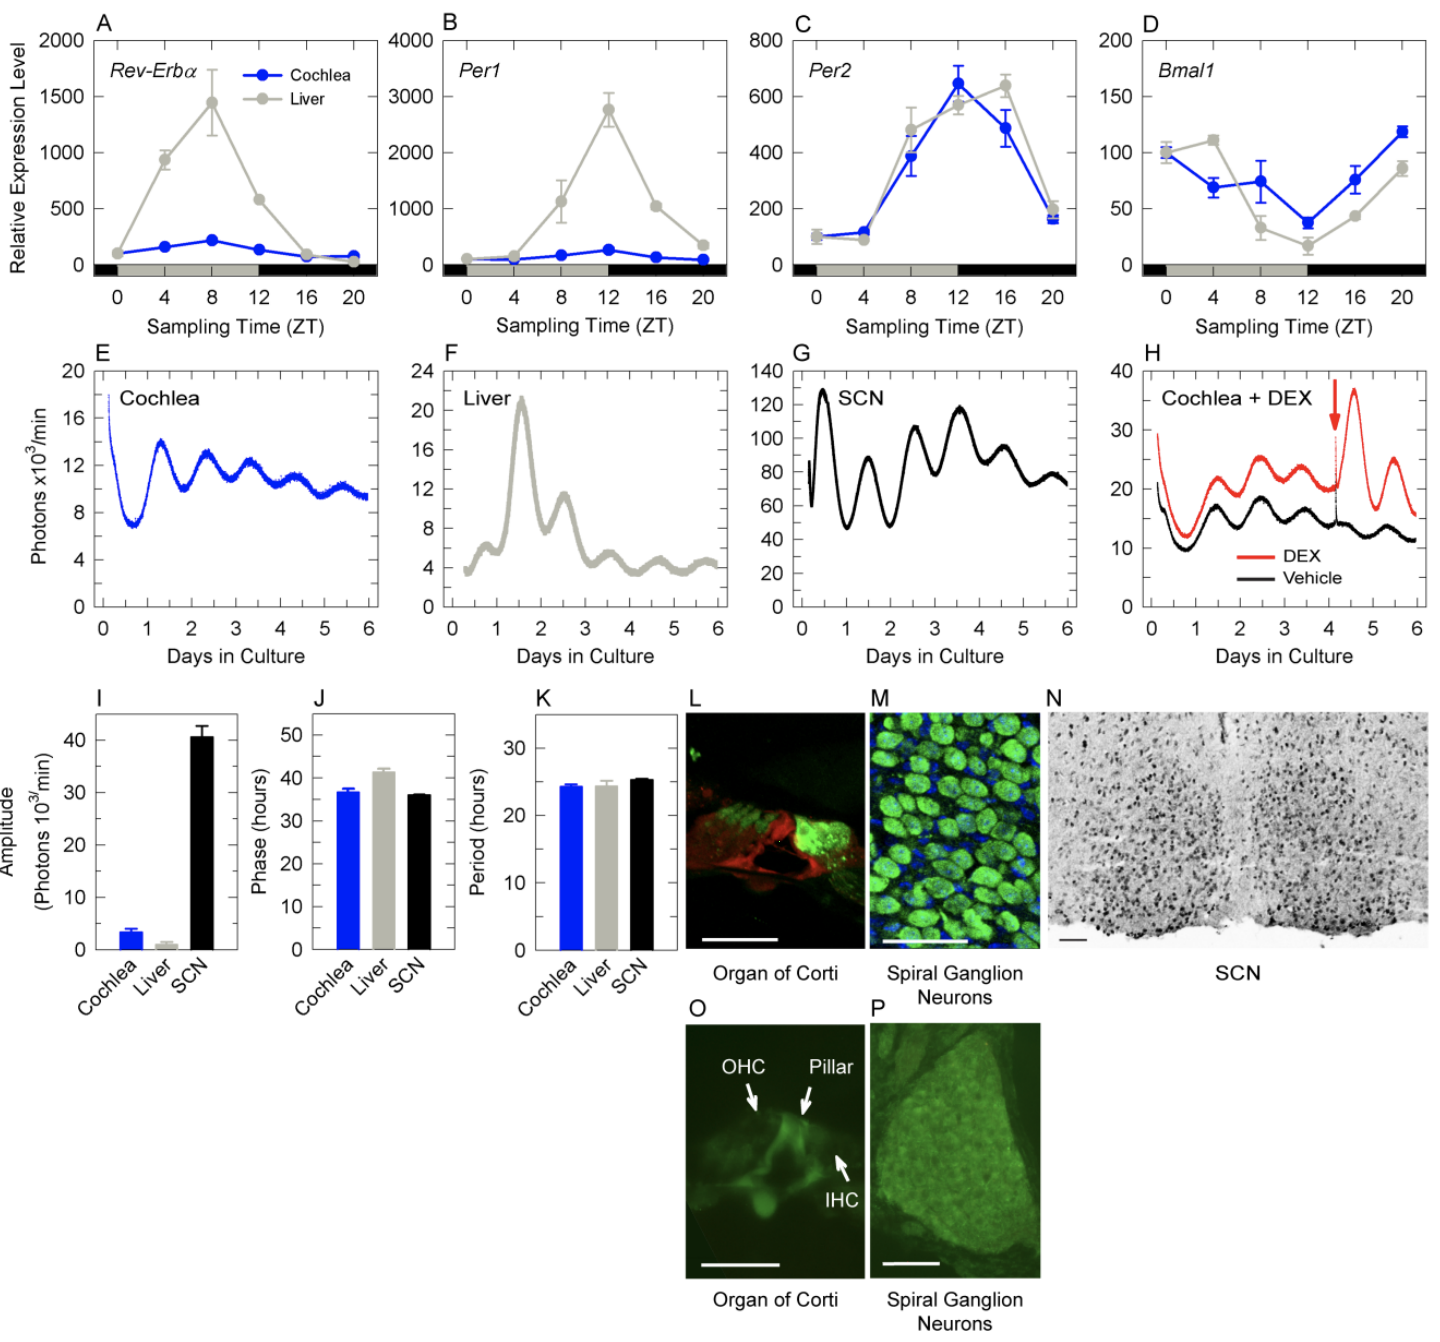 A
B
C
D
2000
1500
1000
500
0
Relative Expression Level
Rev-Erbα
Cochlea
Liver
0 4 8 12 16 20
Sampling Time (ZT)
4000
3000
2000
1000
0
Per1
0 4 8 12 16 20
Sampling Time (ZT)
800
600
400
200
0
Per2
0 4 8 12 16 20
Sampling Time (ZT)
200
150
100
50
0
Bmal1
0 4 8 12 16 20
Sampling Time (ZT)
E
F
G
H
20
16
12
8
4
0
Photons x10³/min
Cochlea
0 1 2 3 4 5 6
Days in Culture
24
20
16
12
8
4
0
Liver
0 1 2 3 4 5 6
Days in Culture
140
120
100
80
60
40
20
0
SCN
0 1 2 3 4 5 6
Days in Culture
40
30
20
10
0
Cochlea + DEX
DEX
Vehicle
0 1 2 3 4 5 6
Days in Culture
I
J
K
L
M
N
40
30
20
10
0
Amplitude
(Photons 10³/min)
Cochlea
Liver
SCN
50
40
30
20
10
0
Phase (hours)
Cochlea
Liver
SCN
30
20
10
0
Period (hours)
Cochlea
Liver
SCN
Organ of Corti
Spiral Ganglion
Neurons
SCN
O
P
OHC
Pillar
IHC
Organ of Corti
Spiral Ganglion
Neurons